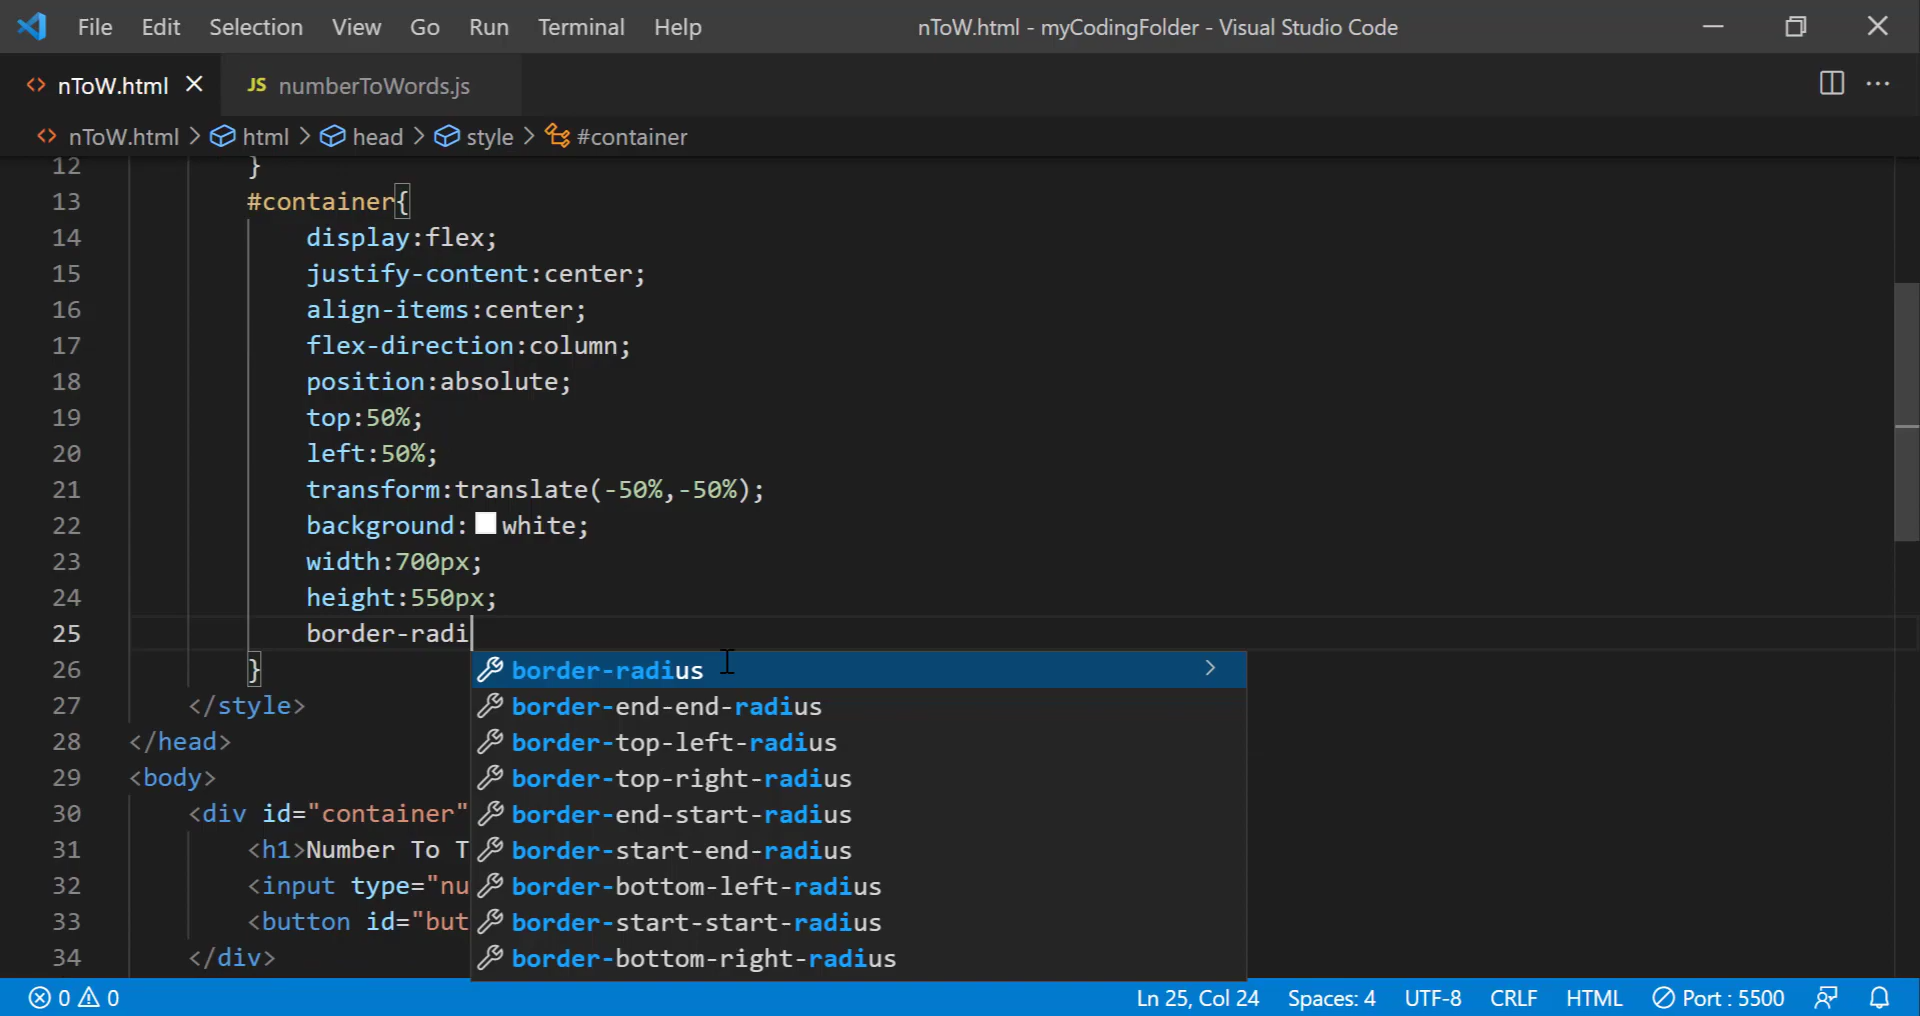 File Edit Selection View Go Run Terminal Help nToW.html - myCodingFolder - Visual Studio Code
<> nToW.html JS numberToWords.js
<> nToW.html > html > head > style > #container
12 }
13 #container{
14 display:flex;
15 justify-content:center;
16 align-items:center;
17 flex-direction:column;
18 position:absolute;
19 top:50%;
20 left:50%;
21 transform:translate(-50%,-50%);
22 background:white;
23 width:700px;
24 height:550px;
25 border-radi
26 } border-radius
27 </style> border-end-end-radius
28 </head> border-top-left-radius
29 <body> border-top-right-radius
30 <div id="container" border-end-start-radius
31 <h1>Number To T border-start-end-radius
32 <input type="nu border-bottom-left-radius
33 <button id="but border-start-start-radius
34 </div> border-bottom-right-radius
0 0 Ln 25, Col 24 Spaces: 4 UTF-8 CRLF HTML Port : 5500